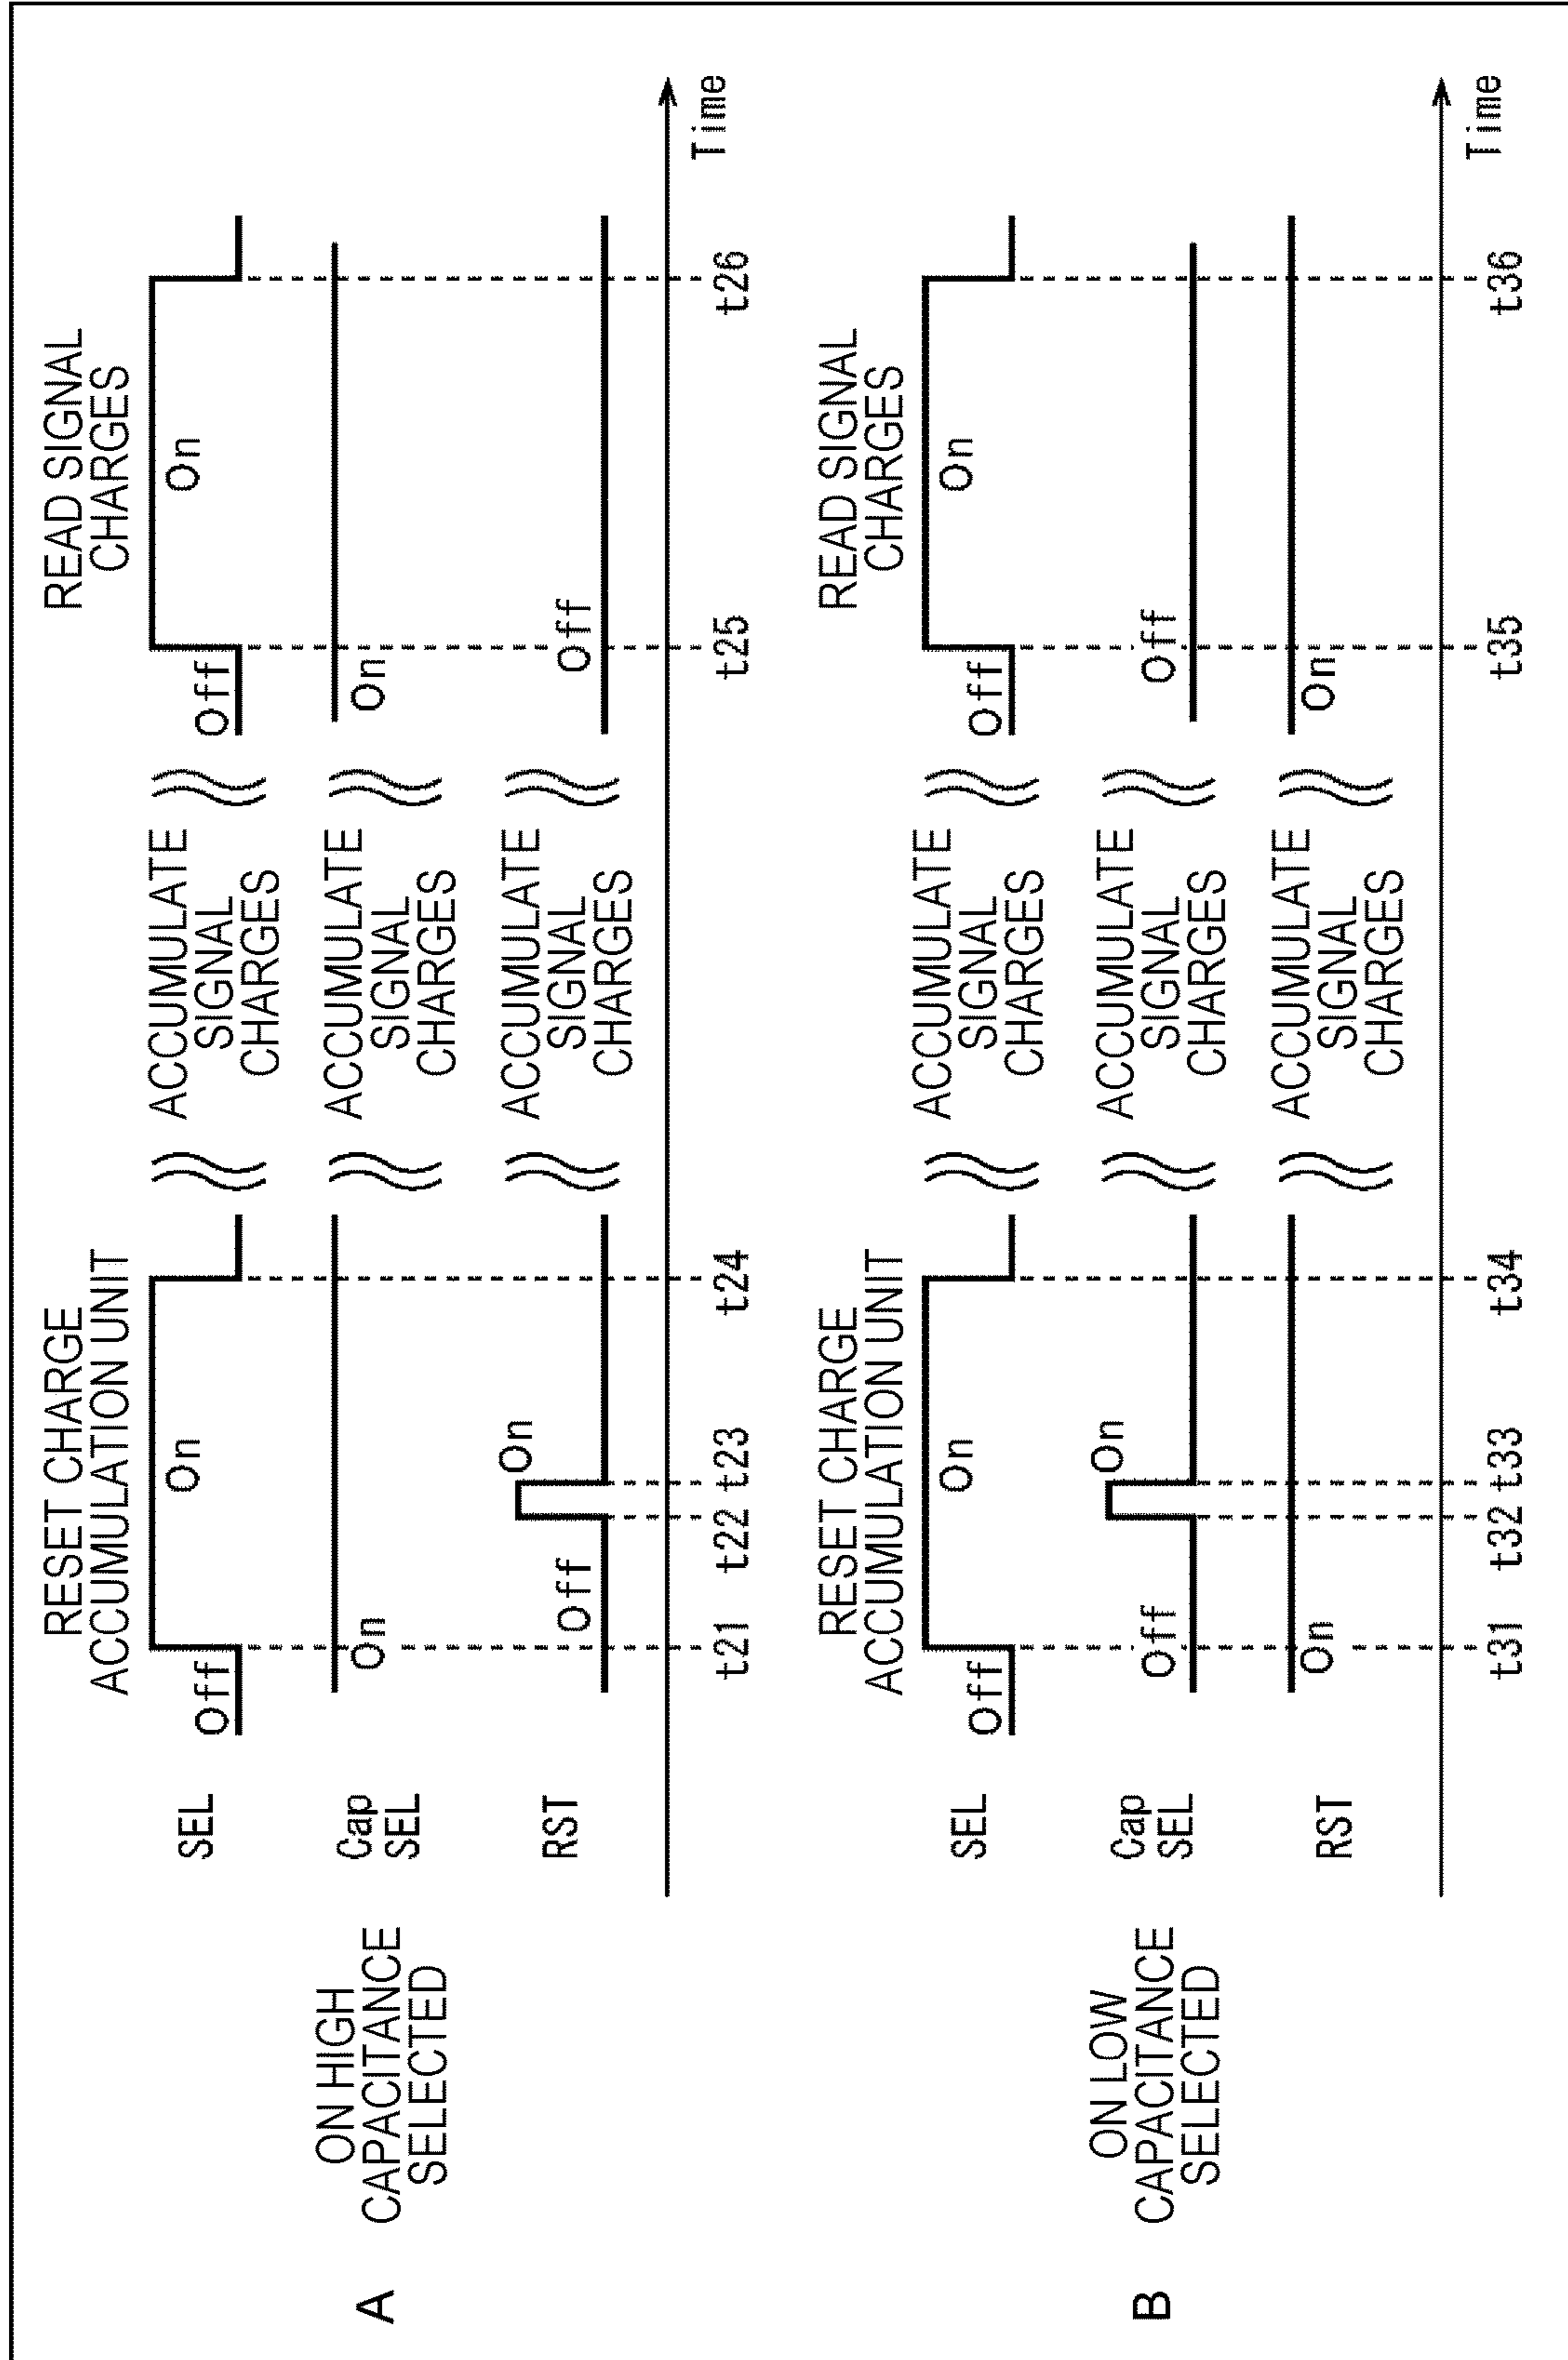 A
ON HIGH
CAPACITANCE
SELECTED
RESET CHARGE
ACCUMULATION UNIT
READ SIGNAL
CHARGES
SEL
Off
On
ACCUMULATE
SIGNAL
CHARGES
Off
On
Cap
SEL
On
ACCUMULATE
SIGNAL
CHARGES
On
RST
Off
On
ACCUMULATE
SIGNAL
CHARGES
Off
t21 t22 t23 t24 t25 t26
Time
B
ON LOW
CAPACITANCE
SELECTED
RESET CHARGE
ACCUMULATION UNIT
READ SIGNAL
CHARGES
SEL
Off
On
ACCUMULATE
SIGNAL
CHARGES
Off
On
Cap
SEL
Off
On
ACCUMULATE
SIGNAL
CHARGES
Off
RST
On
ACCUMULATE
SIGNAL
CHARGES
On
t31 t32 t33 t34 t35 t36
Time